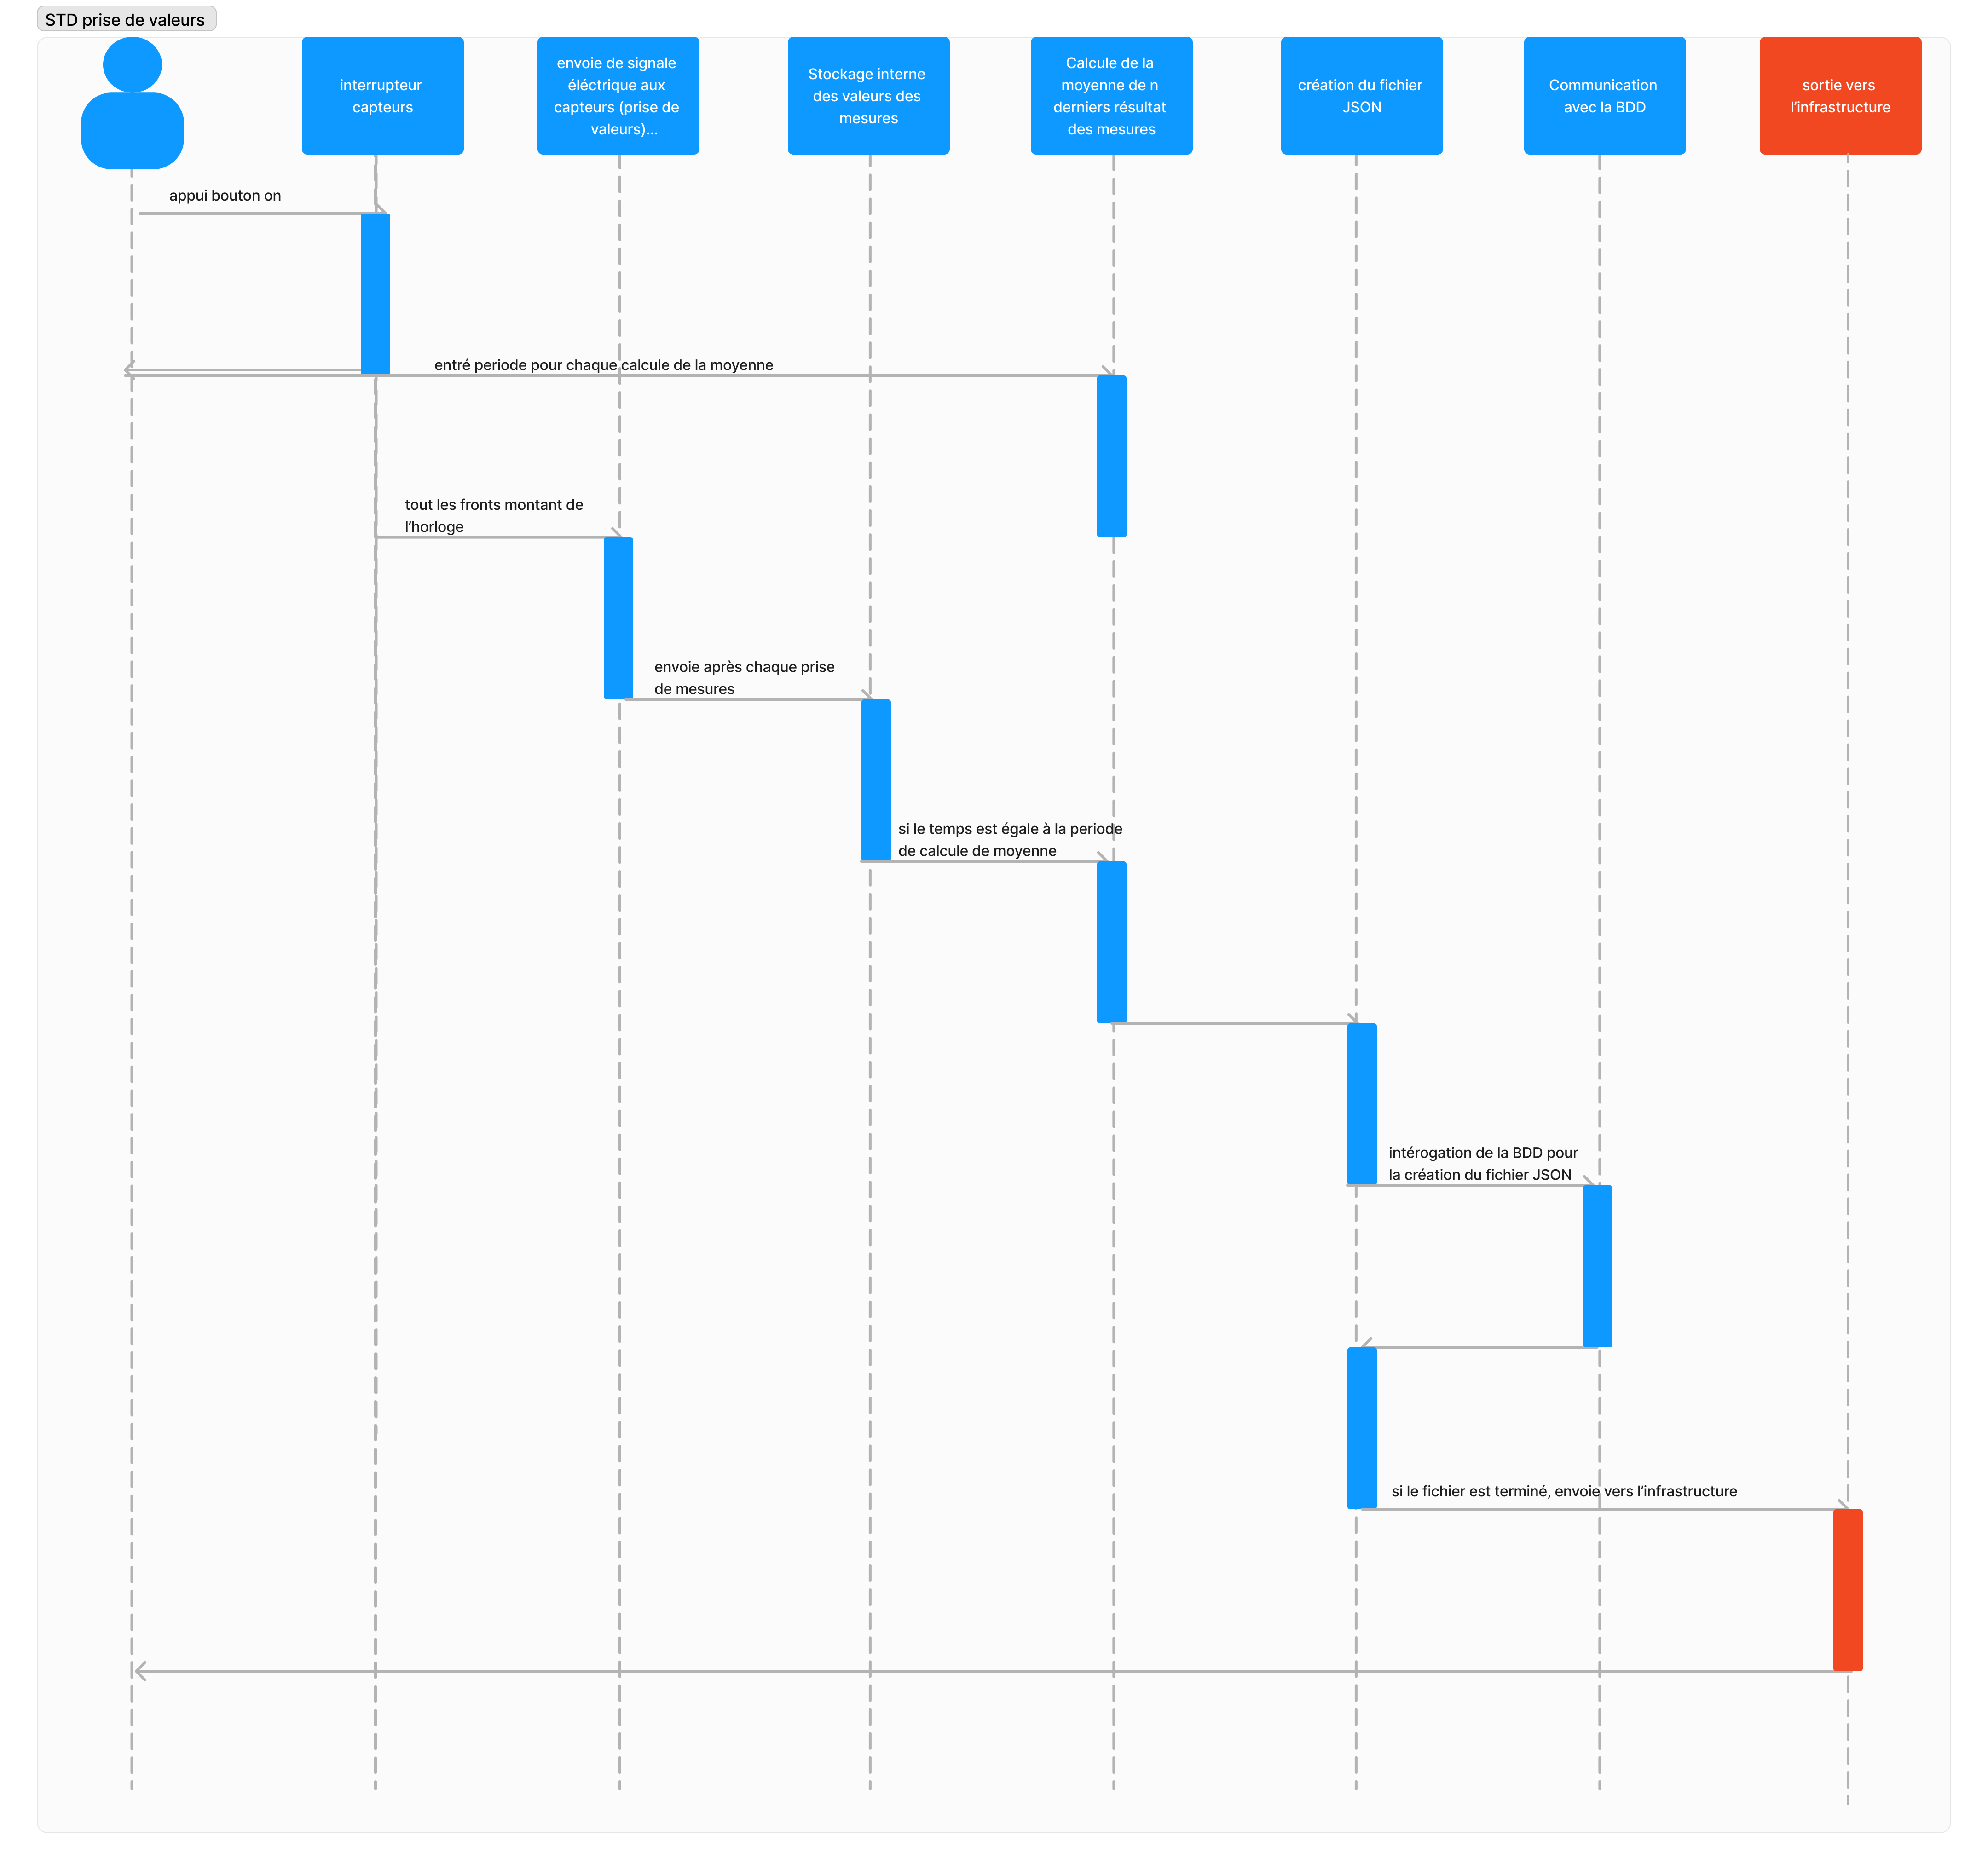 STD prise de valeurs
interrupteur
capteurs
envoie de signale
éléctrique aux
capteurs (prise de
valeurs)...
Stockage interne
des valeurs des
mesures
Calcule de la
moyenne de n
derniers résultat
des mesures
création du fichier
JSON
Communication
avec la BDD
sortie vers
l'infrastructure
appui bouton on
entré periode pour chaque calcule de la moyenne
tout les fronts montant de
l'horloge
envoie après chaque prise
de mesures
si le temps est égale à la periode
de calcule de moyenne
intérogation de la BDD pour
la création du fichier JSON
si le fichier est terminé, envoie vers l'infrastructure